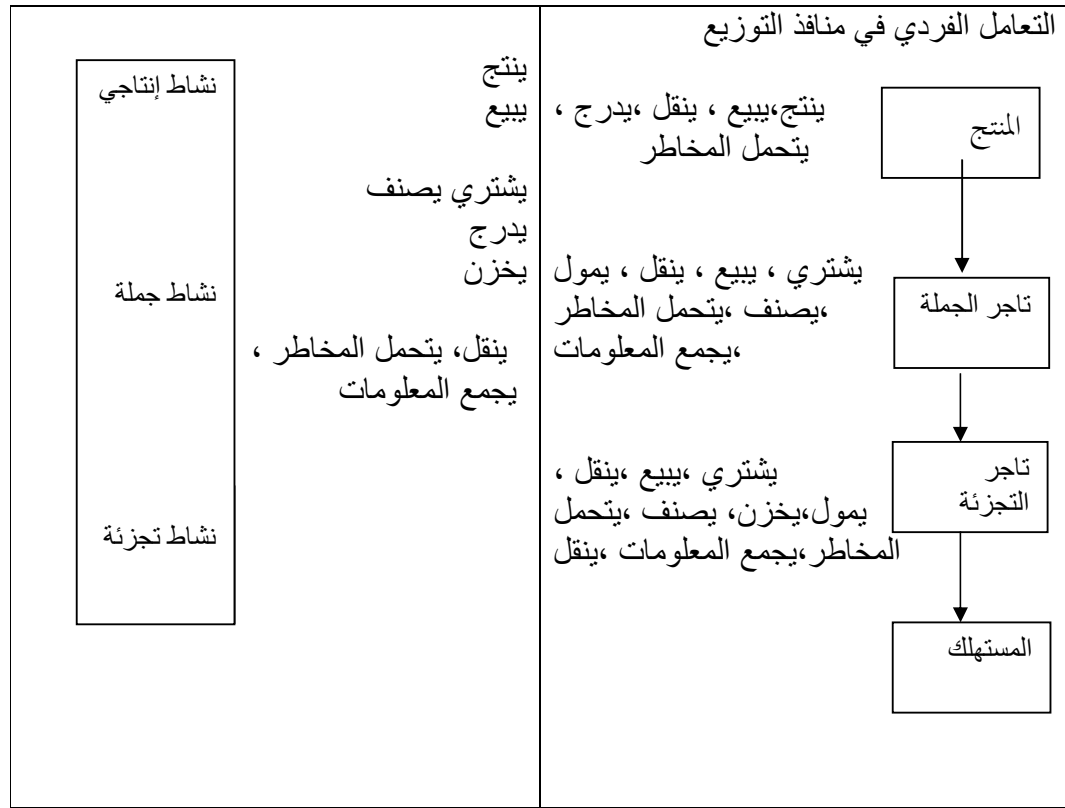 التعامل الفردي في منافذ التوزيع
المنتج
ينتج،يبيع ، ينقل ،يدرج ،
يتحمل المخاطر
تاجر الجملة
يشتري ، يبيع ، ينقل ، يمول
،يصنف ،يتحمل المخاطر
،يجمع المعلومات
تاجر
التجزئة
يشتري ،يبيع ،ينقل ،
يمول،يخزن، يصنف ،يتحمل
المخاطر،يجمع المعلومات ،ينقل
المستهلك
ينتج
يبيع
يشتري يصنف
يدرج
يخزن
ينقل، يتحمل المخاطر ،
يجمع المعلومات
نشاط إنتاجي
نشاط جملة
نشاط تجزئة